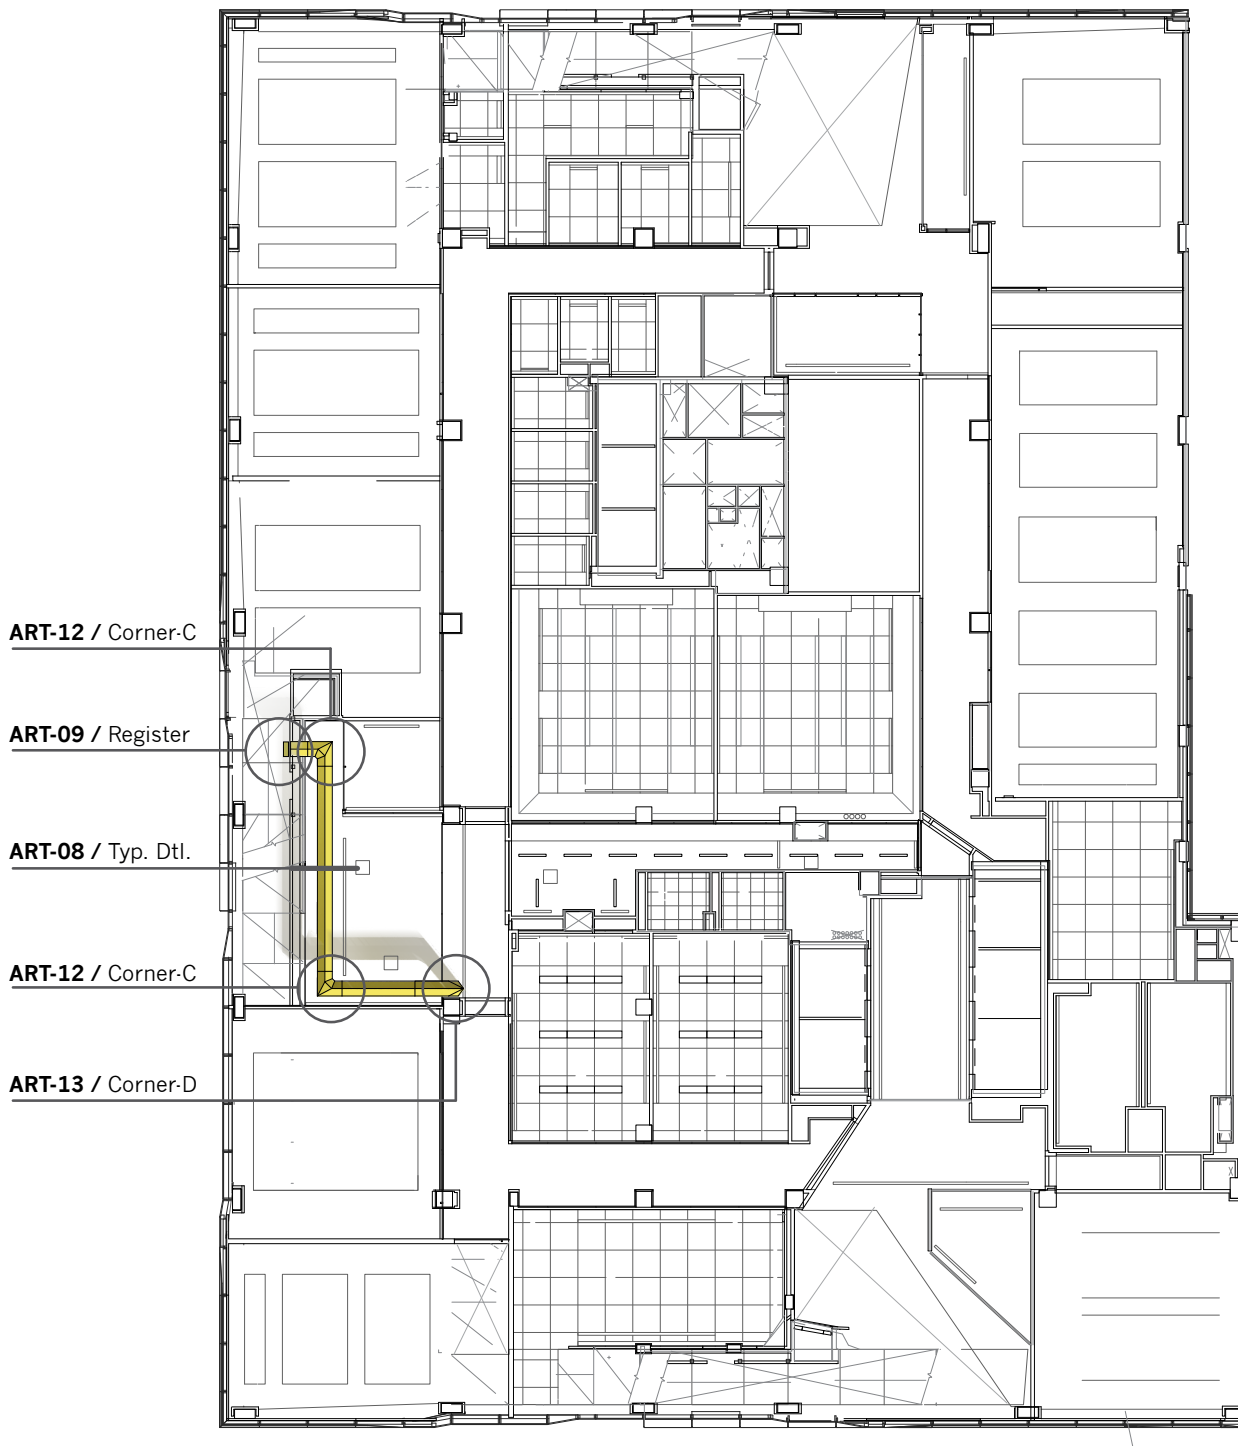 ART-12 / Corner-C
ART-09 / Register
ART-08 / Typ. Dtl.
ART-12 / Corner-C
ART-13 / Corner-D